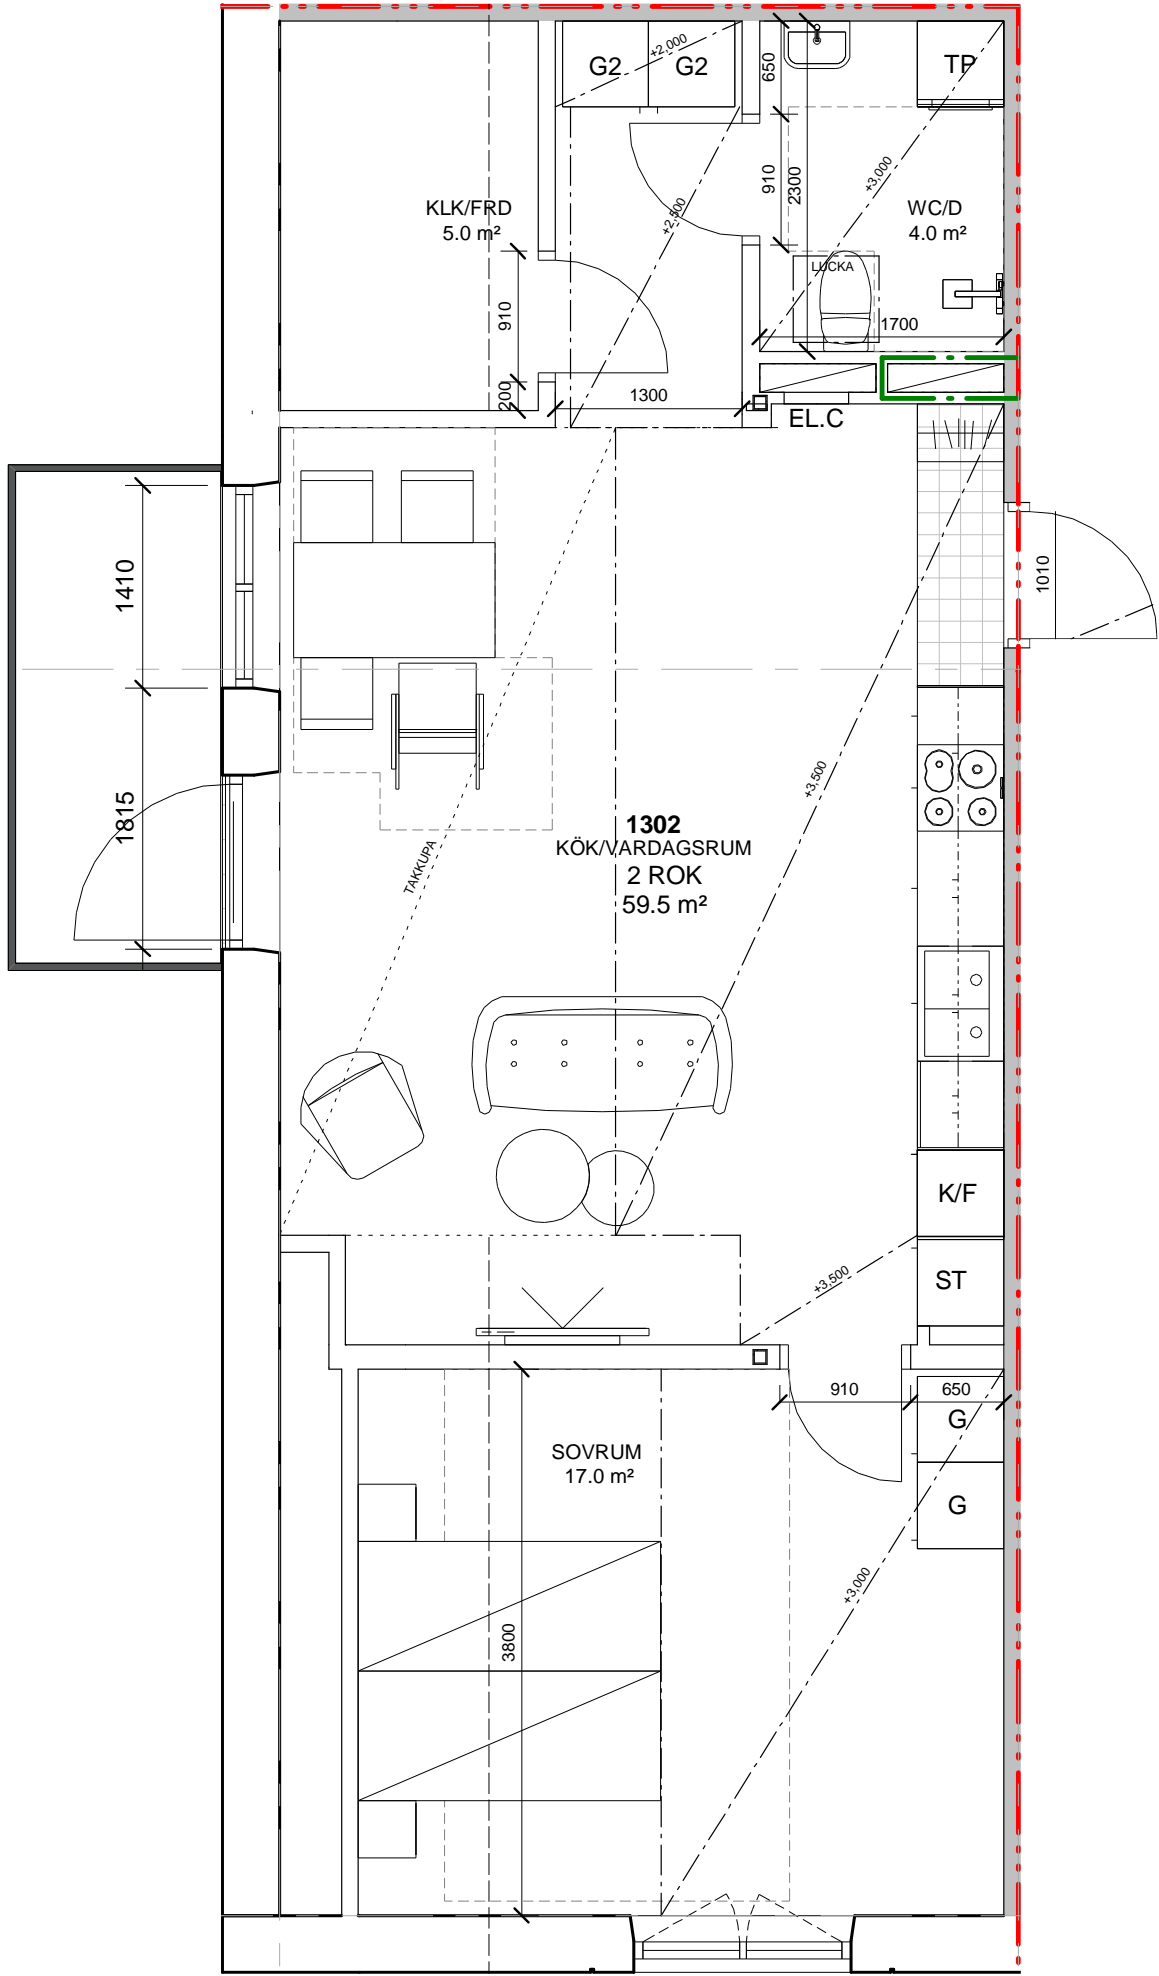 G2
G2
+2,000
650
TP
910
2300
+3,000
+2,500
KLK/FRD
5.0 m²
WC/D
4.0 m²
LUCKA
910
1700
200
1300
EL.C
1410
1010
1815
TAKKUPA
+3,500
1302
KÖK/VARDAGSRUM
2 ROK
59.5 m²
K/F
+3,500
ST
910
650
G
SOVRUM
17.0 m²
G
+3,000
3800